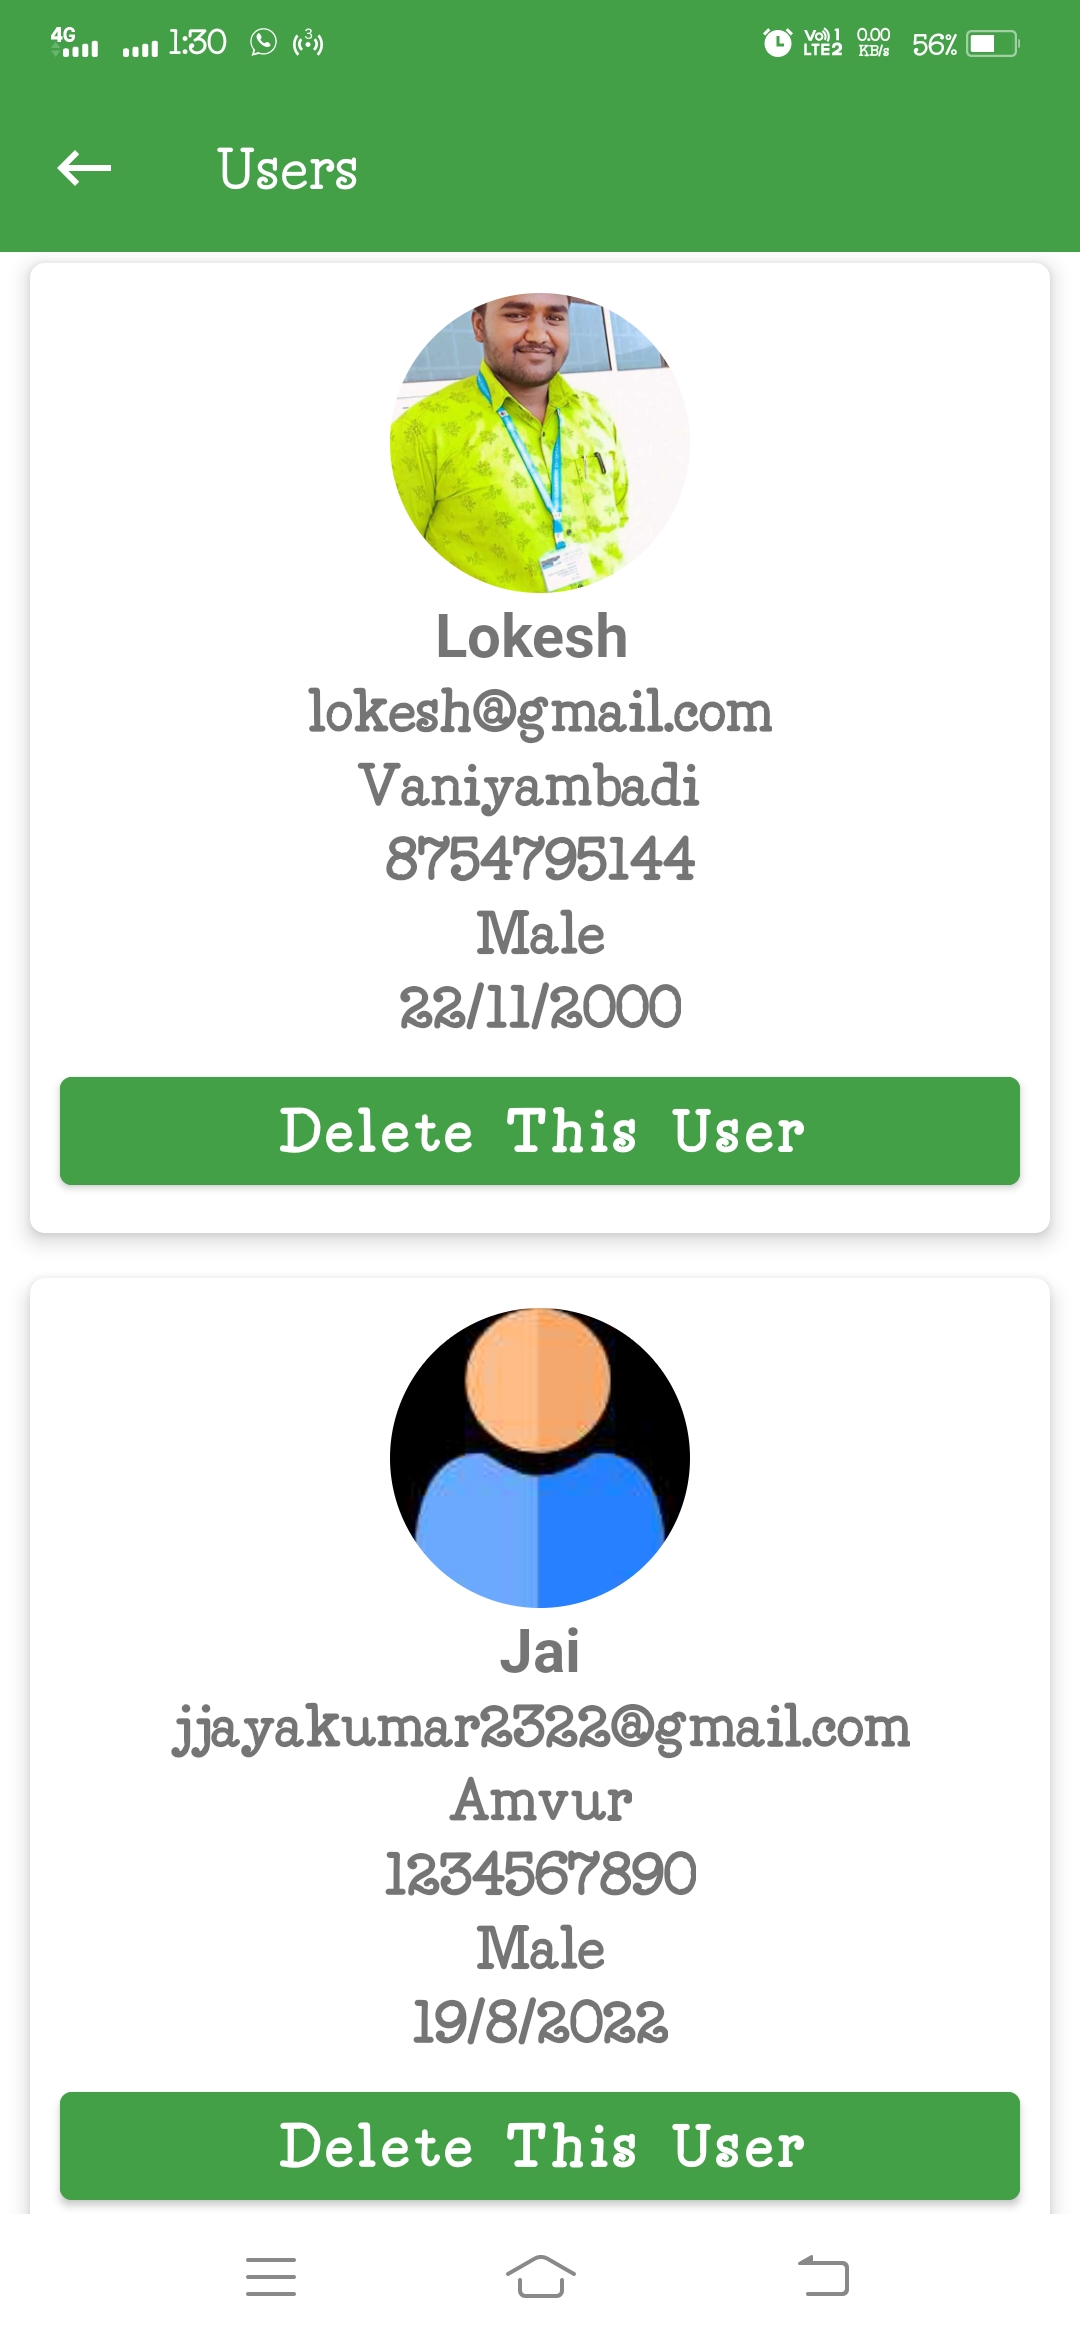 4G 1:30 3 Vo)) 1 LTE2 0.00 KB/s 56%
Users
Lokesh
lokesh@gmail.com
Vaniyambadi
8754795144
Male
22/11/2000
Delete This User
Jai
jjayakumar2322@gmail.com
Amvur
1234567890
Male
19/8/2022
Delete This User